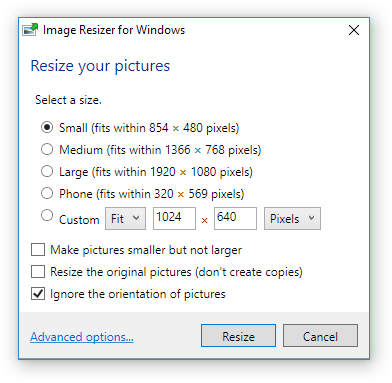 Image Resizer for Windows
Resize your pictures
Select a size.
Small (fits within 854 × 480 pixels)
Medium (fits within 1366 × 768 pixels)
Large (fits within 1920 × 1080 pixels)
Phone (fits within 320 × 569 pixels)
Custom Fit 1024 × 640 Pixels
Make pictures smaller but not larger
Resize the original pictures (don't create copies)
Ignore the orientation of pictures
Advanced options... Resize Cancel